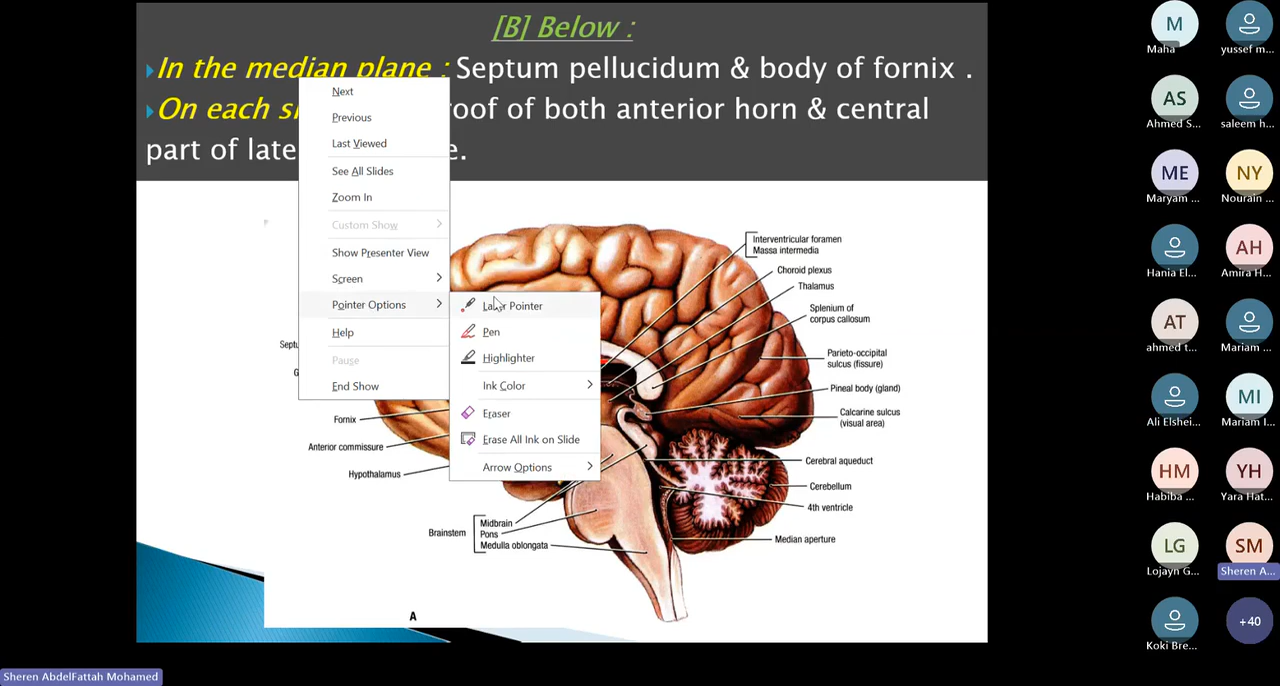 [B] Below :
In the median plane : Septum pellucidum & body of fornix .
On each si oof of both anterior horn & central
part of late e.
Next
Previous
Last Viewed
See All Slides
Zoom In
Custom Show
Show Presenter View
Screen
Pointer Options
Help
Pause
End Show
Laser Pointer
Pen
Highlighter
Ink Color
Eraser
Erase All Ink on Slide
Arrow Options
Interventricular foramen
Massa intermedia
Choroid plexus
Thalamus
Splenium of
corpus callosum
Parieto-occipital
sulcus (fissure)
Pineal body (gland)
Calcarine sulcus
(visual area)
Cerebral aqueduct
Cerebellum
4th ventricle
Median aperture
Septu
G
Fornix
Anterior commissure
Hypothalamus
Brainstem
Midbrain
Pons
Medulla oblongata
A
M
Maha
yussef m...
AS
Ahmed S...
saleem h...
ME
Maryam ...
NY
Nourain ...
Hania El...
AH
Amira H...
AT
ahmed t...
Mariam ...
Ali Elshei...
MI
Mariam I...
HM
Habiba ...
YH
Yara Hat...
LG
Lojayn G...
SM
Sheren A...
Koki Bre...
+40
Sheren AbdelFattah Mohamed